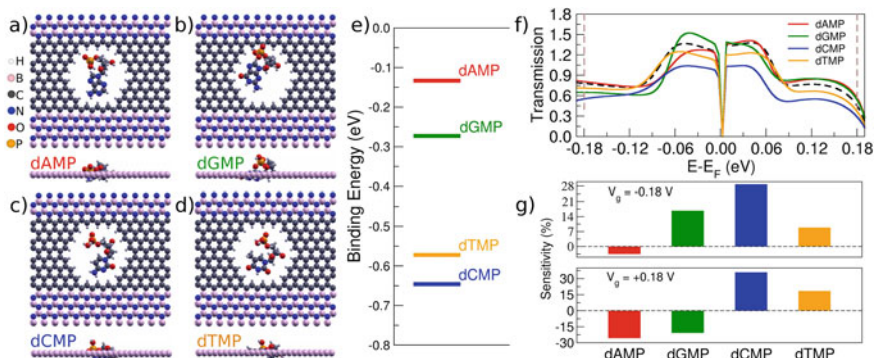 a)
b)
H
B
C
N
O
P
dAMP
dGMP
c)
d)
dCMP
dTMP
e)
Binding Energy (eV)
0.0
-0.1
-0.2
-0.3
-0.4
-0.5
-0.6
-0.7
-0.8
dAMP
dGMP
dTMP
dCMP
f)
Transmission
1.8
1.5
1.2
0.9
0.6
0.3
0.0
dAMP
dGMP
dCMP
dTMP
-0.18 -0.12 -0.06 0.00 0.06 0.12 0.18
E-EF (eV)
g)
Sensitivity (%)
28
21
14
7
0
Vg = -0.18 V
30
15
0
-15
-30
Vg = +0.18 V
dAMP dGMP dCMP dTMP